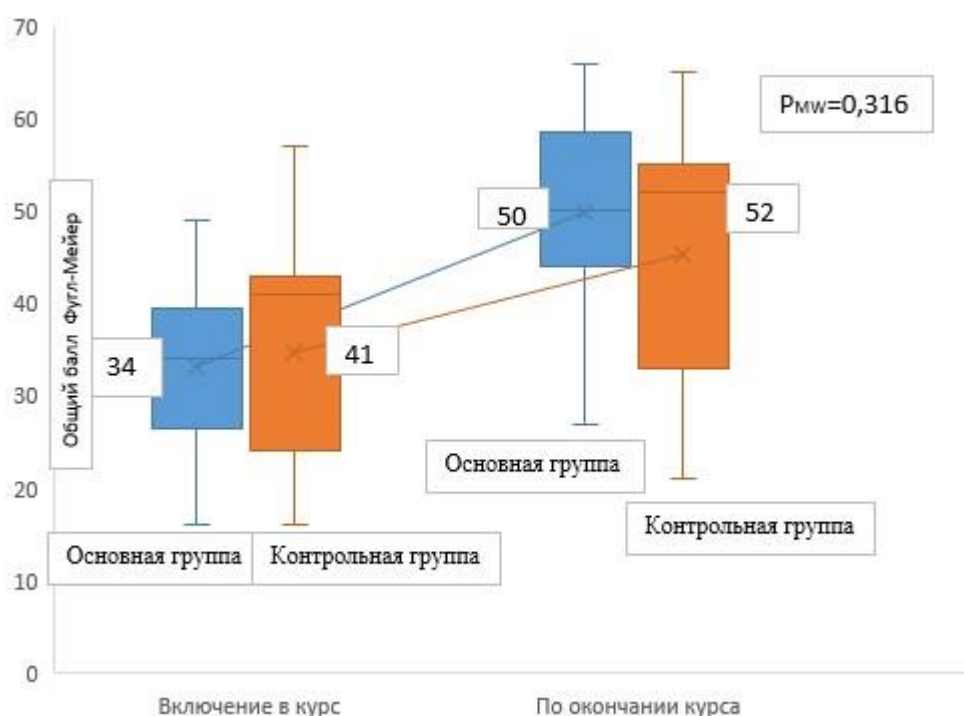 70
60
50
40
30
20
10
0
Общий балл Фугл-Мейер
34
41
50
52
PMW=0,316
Основная группа
Контрольная группа
Основная группа
Контрольная группа
Включение в курс
По окончании курса